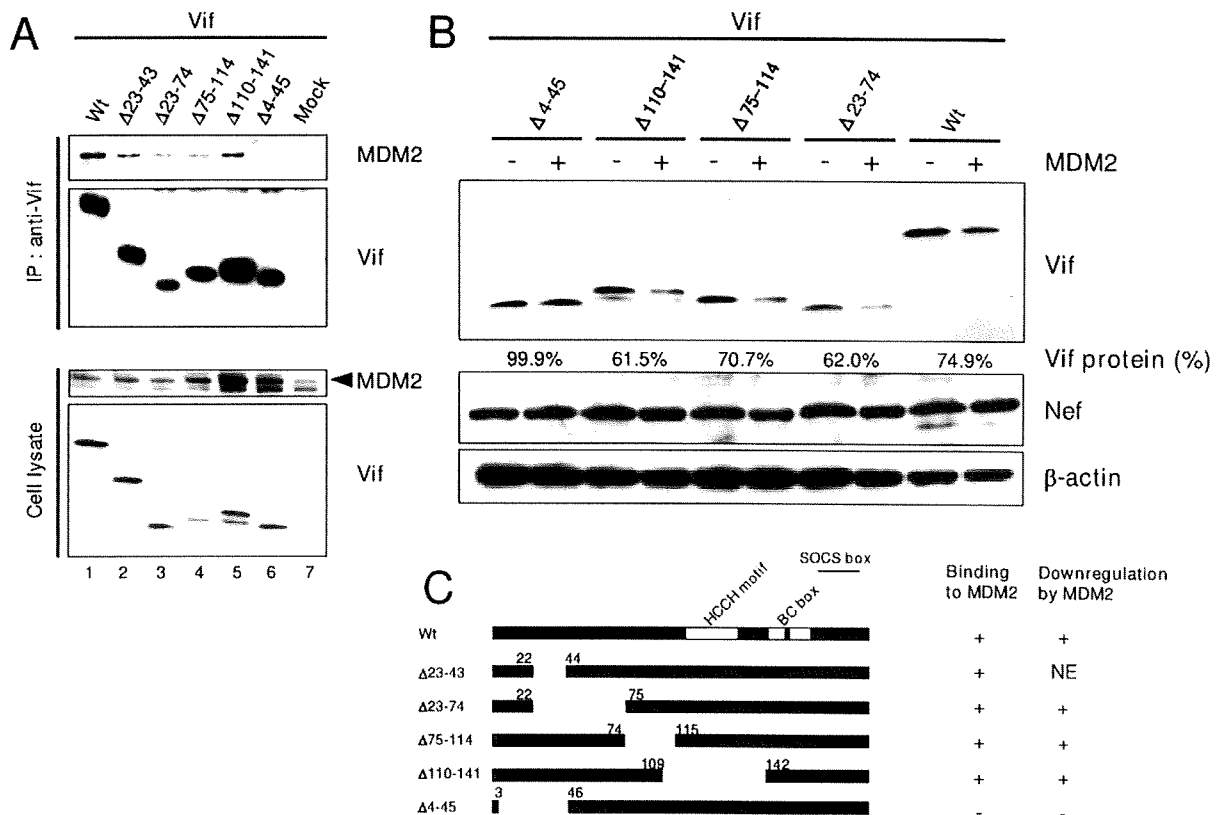 A
Vif
Wt
Δ23-43
Δ23-74
Δ75-114
Δ110-141
Δ4-45
Mock
IP : anti-Vif
MDM2
Vif
Cell lysate
MDM2
Vif
1 2 3 4 5 6 7
B
Vif
Δ4-45
Δ110-141
Δ75-114
Δ23-74
Wt
- + - + - + - + - + MDM2
Vif
99.9% 61.5% 70.7% 62.0% 74.9% Vif protein (%)
Nef
β-actin
C
HCCH motif
BC box
SOCS box
Binding to MDM2
Downregulation by MDM2
Wt + +
Δ23-43 22 44 + NE
Δ23-74 22 75 + +
Δ75-114 74 115 + +
Δ110-141 109 142 + +
Δ4-45 3 46 - -